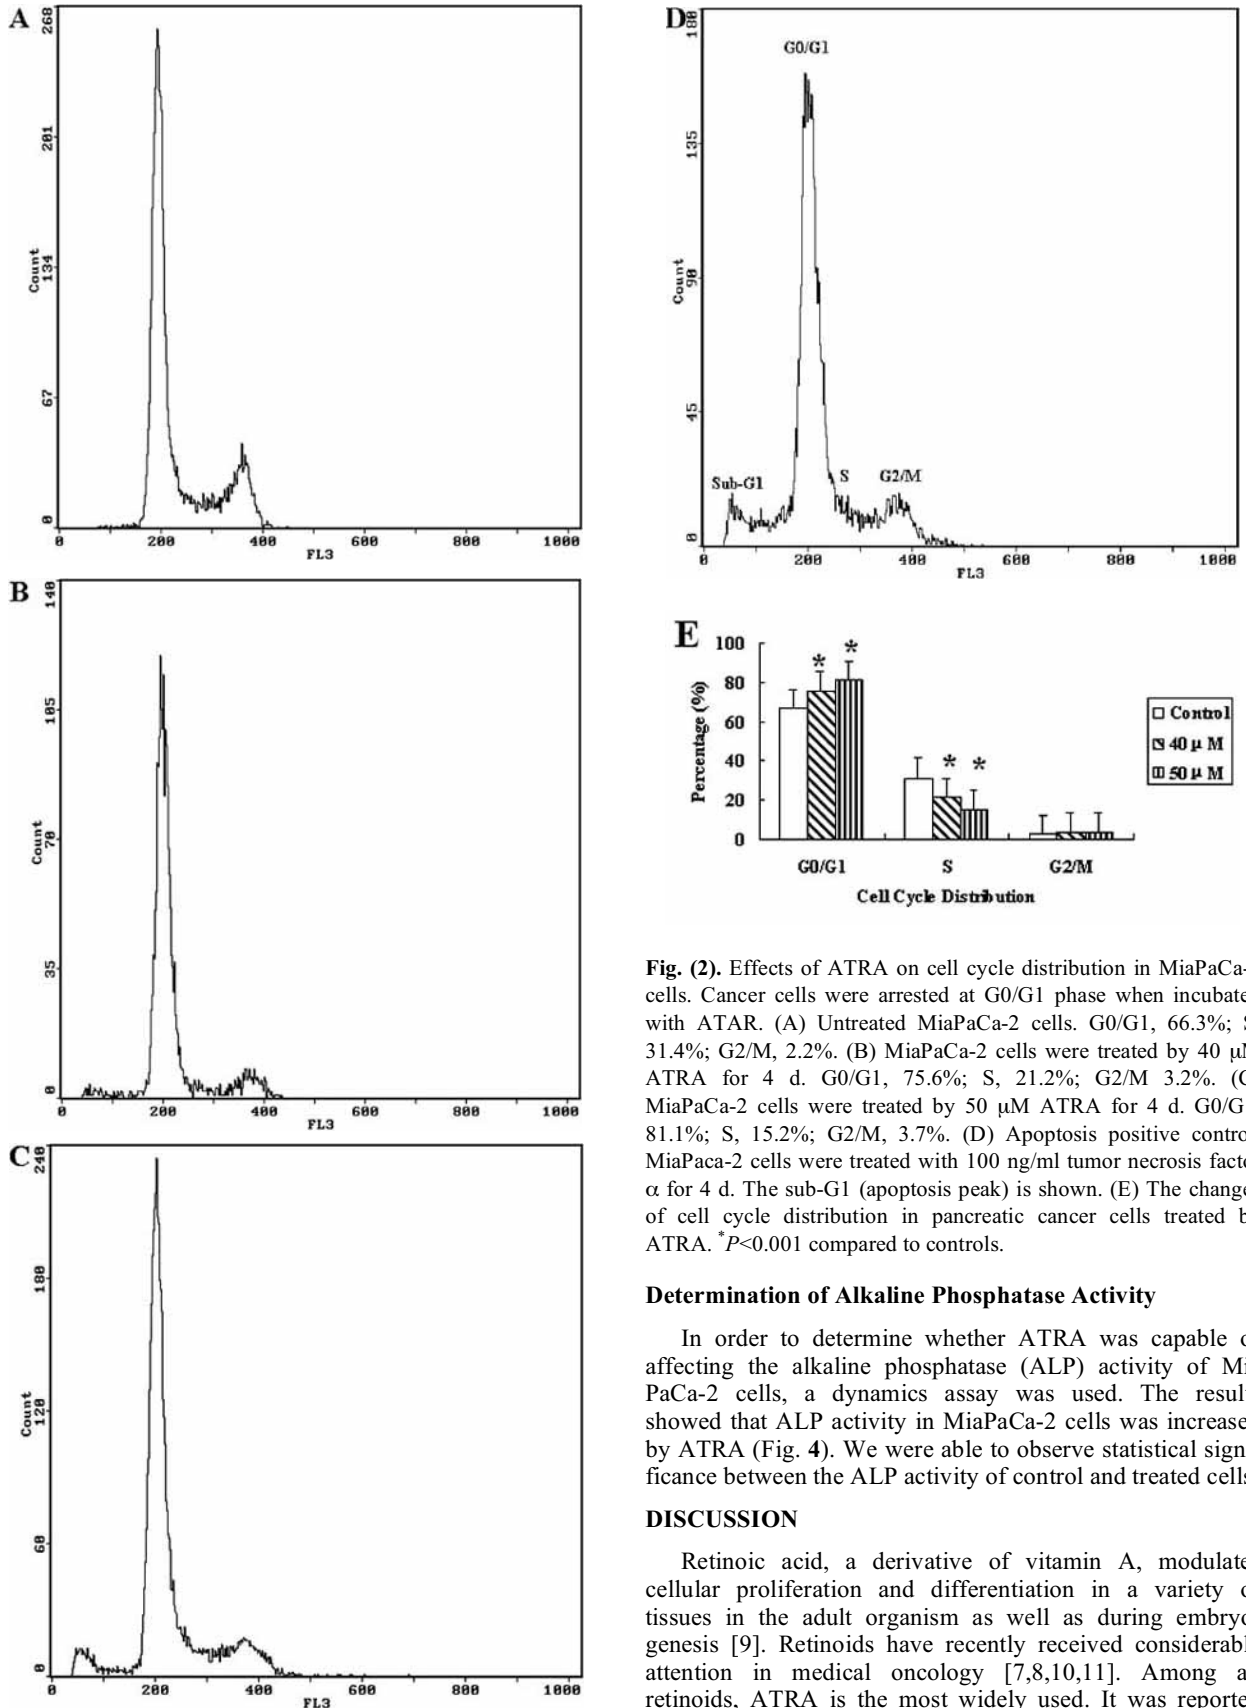 A
268
201
134
67
0
Count
0 200 400 600 800 1000
FL3
B
140
105
70
35
0
Count
0 200 400 600 800 1000
FL3
C
240
180
120
60
0
Count
0 200 400 600 800 1000
FL3
D
180
135
90
45
0
Count
G0/G1
Sub-G1
S
G2/M
0 200 400 600 800 1000
FL3
E
100
80
60
40
20
0
Percentage (%)
* *
* *
Control
40 μ M
50 μ M
G0/G1 S G2/M
Cell Cycle Distribution
Fig. (2). Effects of ATRA on cell cycle distribution in MiaPaCa-
cells. Cancer cells were arrested at G0/G1 phase when incubate
with ATAR. (A) Untreated MiaPaCa-2 cells. G0/G1, 66.3%; S
31.4%; G2/M, 2.2%. (B) MiaPaCa-2 cells were treated by 40 μM
ATRA for 4 d. G0/G1, 75.6%; S, 21.2%; G2/M 3.2%. (C
MiaPaCa-2 cells were treated by 50 μM ATRA for 4 d. G0/G
81.1%; S, 15.2%; G2/M, 3.7%. (D) Apoptosis positive contro
MiaPaca-2 cells were treated with 100 ng/ml tumor necrosis facto
α for 4 d. The sub-G1 (apoptosis peak) is shown. (E) The change
of cell cycle distribution in pancreatic cancer cells treated b
ATRA. *P<0.001 compared to controls.
Determination of Alkaline Phosphatase Activity
In order to determine whether ATRA was capable o
affecting the alkaline phosphatase (ALP) activity of Mi
PaCa-2 cells, a dynamics assay was used. The result
showed that ALP activity in MiaPaCa-2 cells was increase
by ATRA (Fig. 4). We were able to observe statistical sign
ficance between the ALP activity of control and treated cells
DISCUSSION
Retinoic acid, a derivative of vitamin A, modulate
cellular proliferation and differentiation in a variety o
tissues in the adult organism as well as during embryo
genesis [9]. Retinoids have recently received considerabl
attention in medical oncology [7,8,10,11]. Among a
retinoids, ATRA is the most widely used. It was reporte